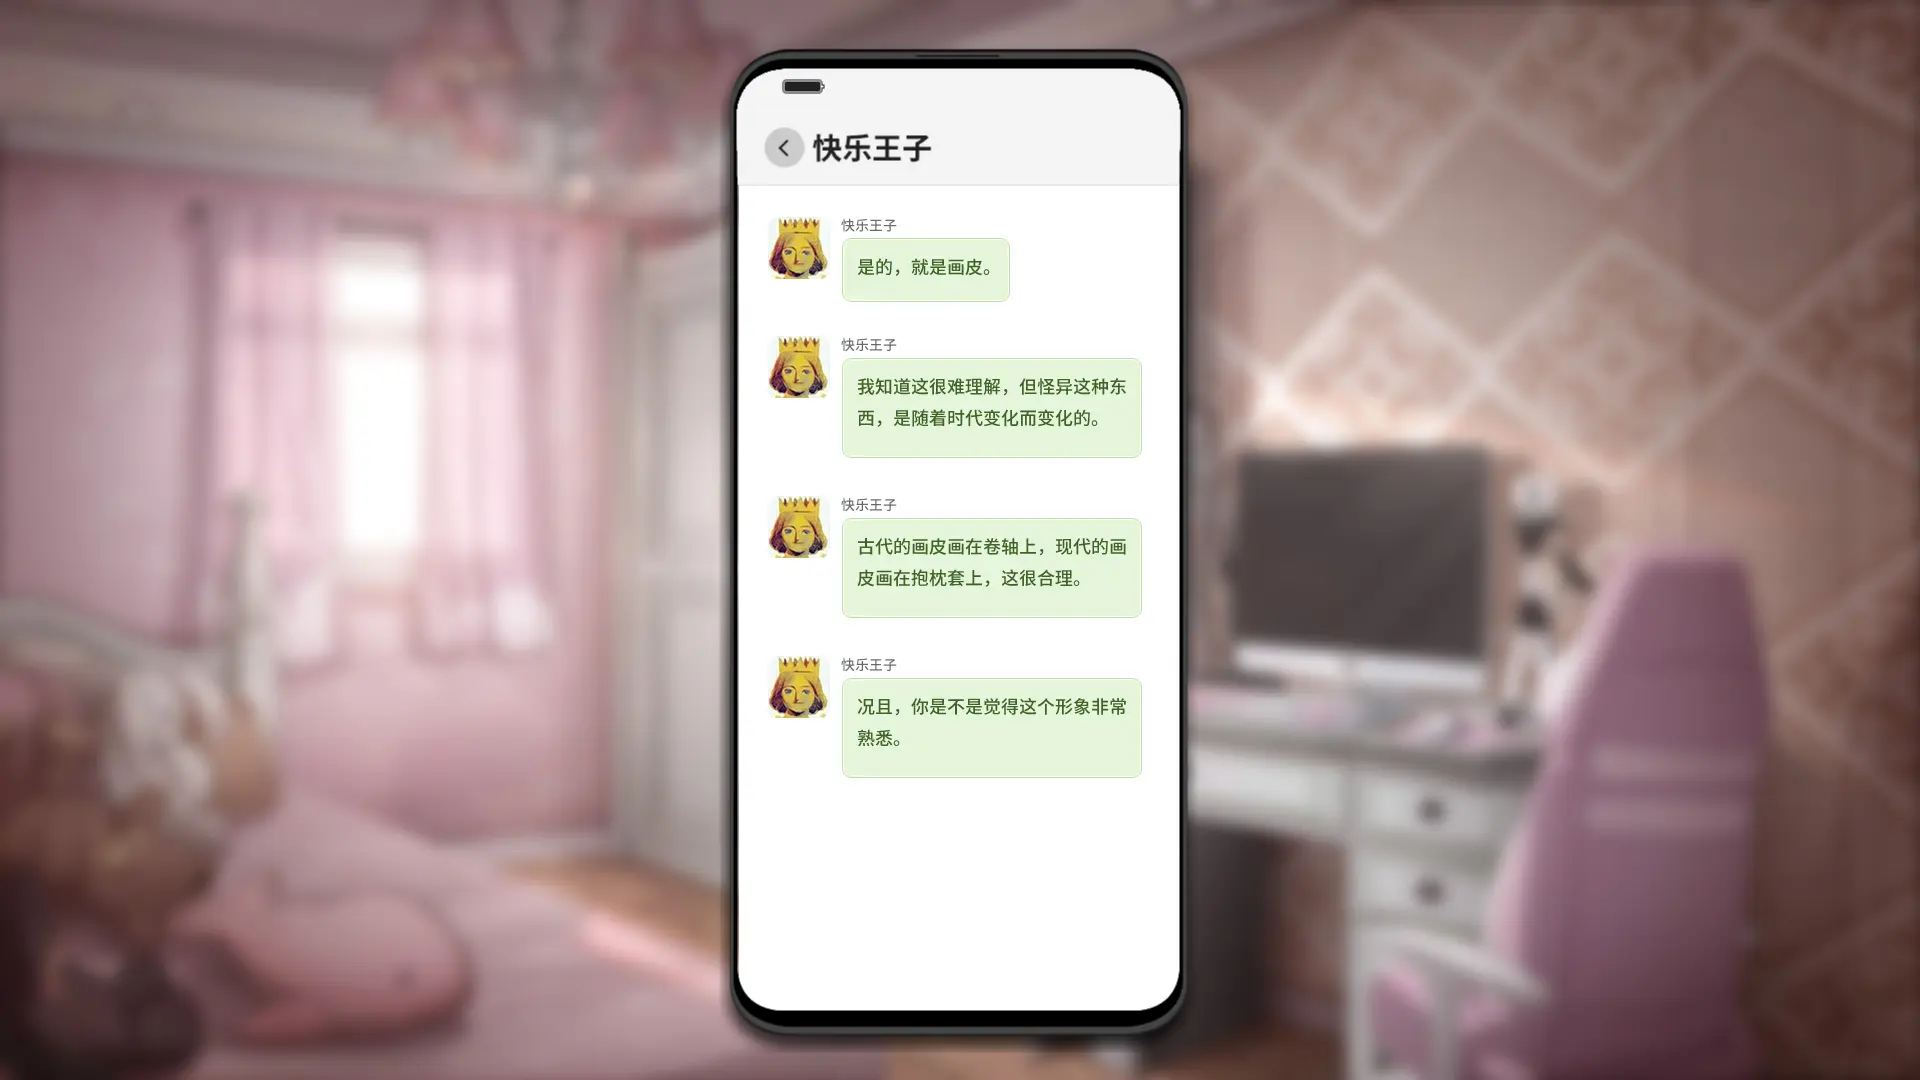 快乐王子
快乐王子
是的，就是画皮。
快乐王子
我知道这很难理解，但怪异这种东
西，是随着时代变化而变化的。
快乐王子
古代的画皮画在卷轴上，现代的画
皮画在抱枕套上，这很合理。
快乐王子
况且，你是不是觉得这个形象非常
熟悉。